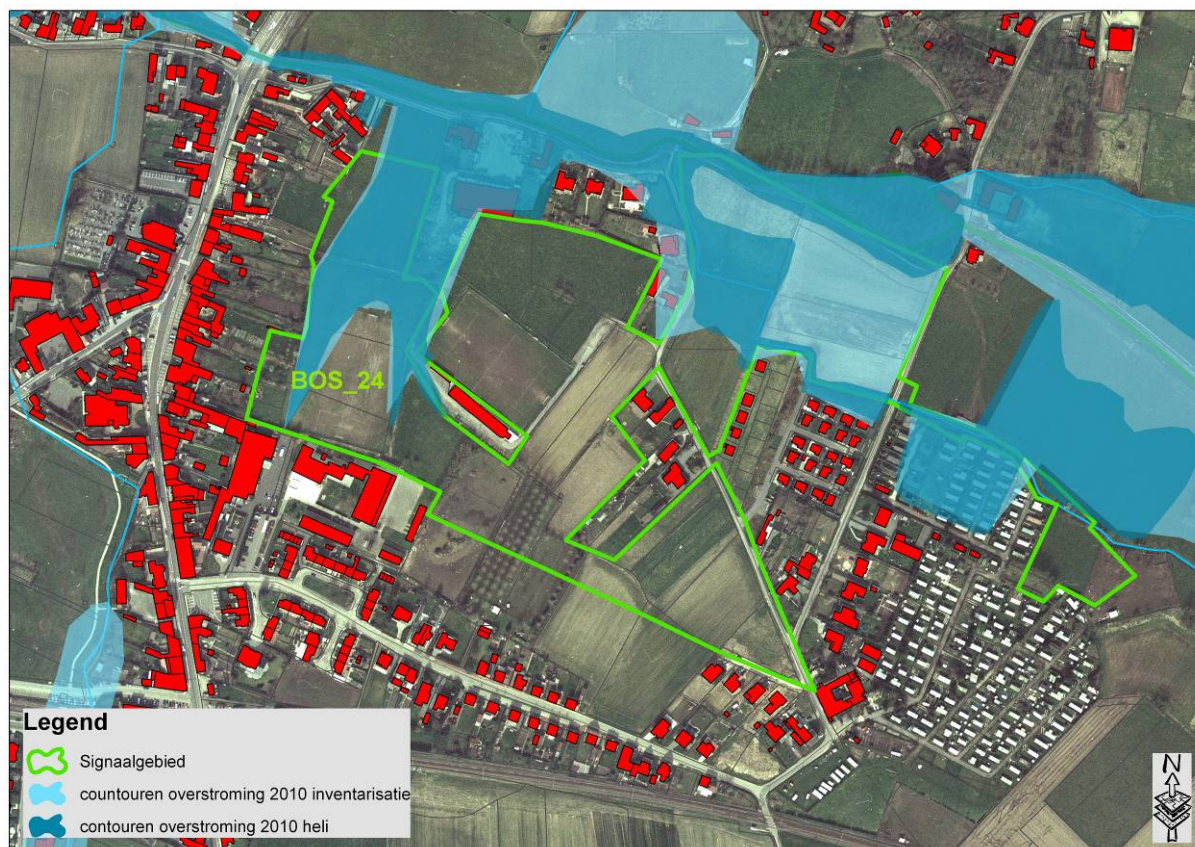 BOS_24
Legend
Signaalgebied
countouren overstroming 2010 inventarisatie
contouren overstroming 2010 heli
N